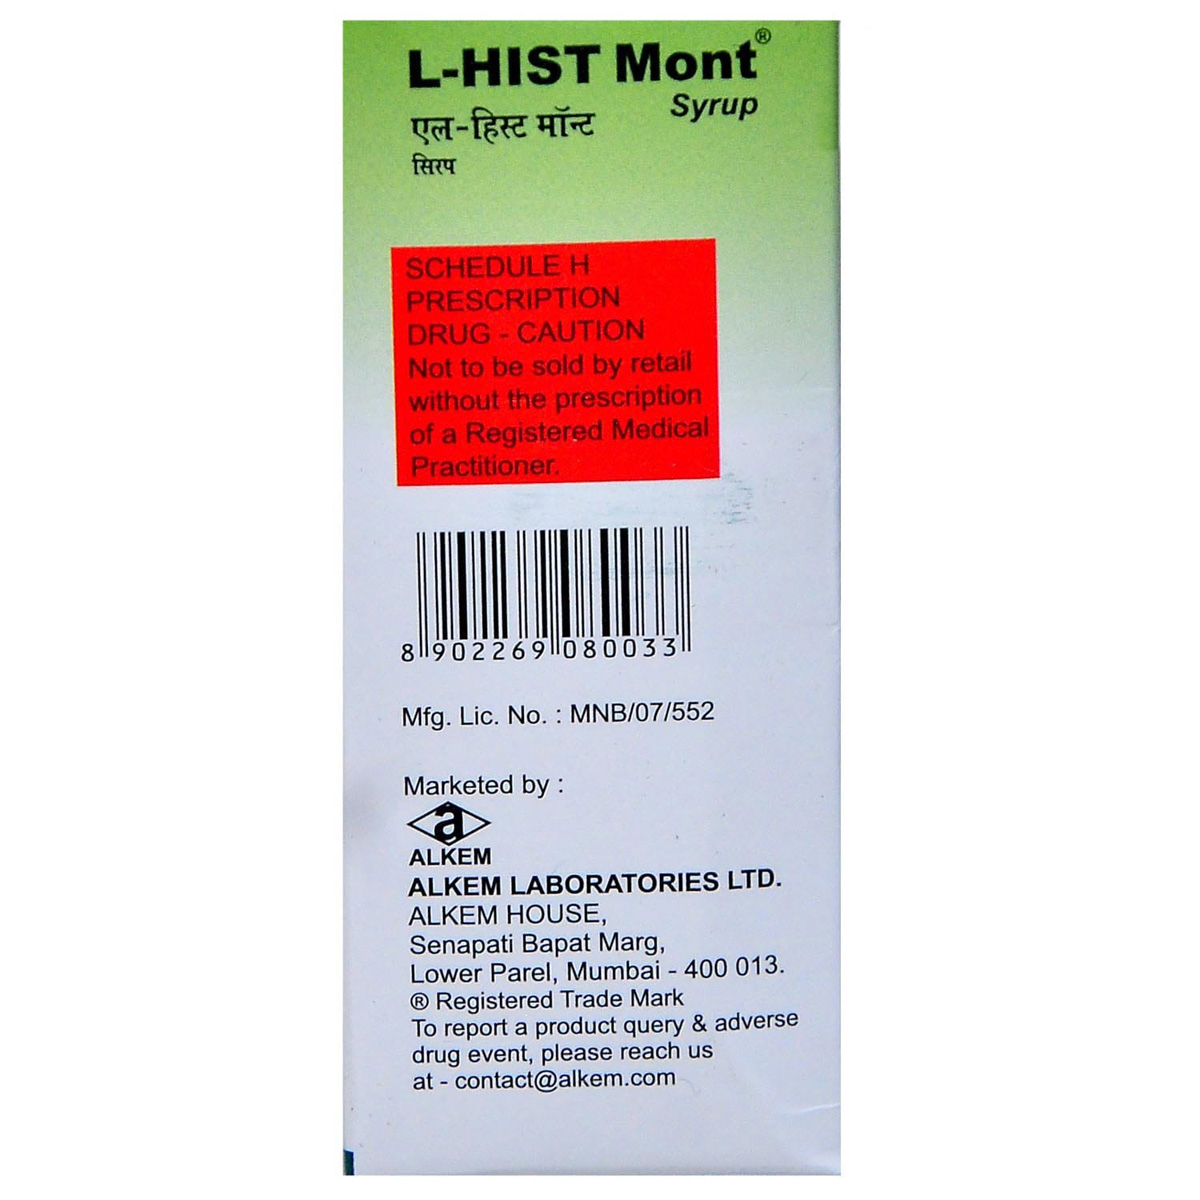 L-HIST Mont®
Syrup
एल-हिस्ट मॉन्ट
सिरप
SCHEDULE H
PRESCRIPTION
DRUG - CAUTION
Not to be sold by retail
without the prescription
of a Registered Medical
Practitioner.
8 902269 080033
Mfg. Lic. No. : MNB/07/552
Marketed by :
a
ALKEM
ALKEM LABORATORIES LTD.
ALKEM HOUSE,
Senapati Bapat Marg,
Lower Parel, Mumbai - 400 013.
® Registered Trade Mark
To report a product query & adverse
drug event, please reach us
at - contact@alkem.com